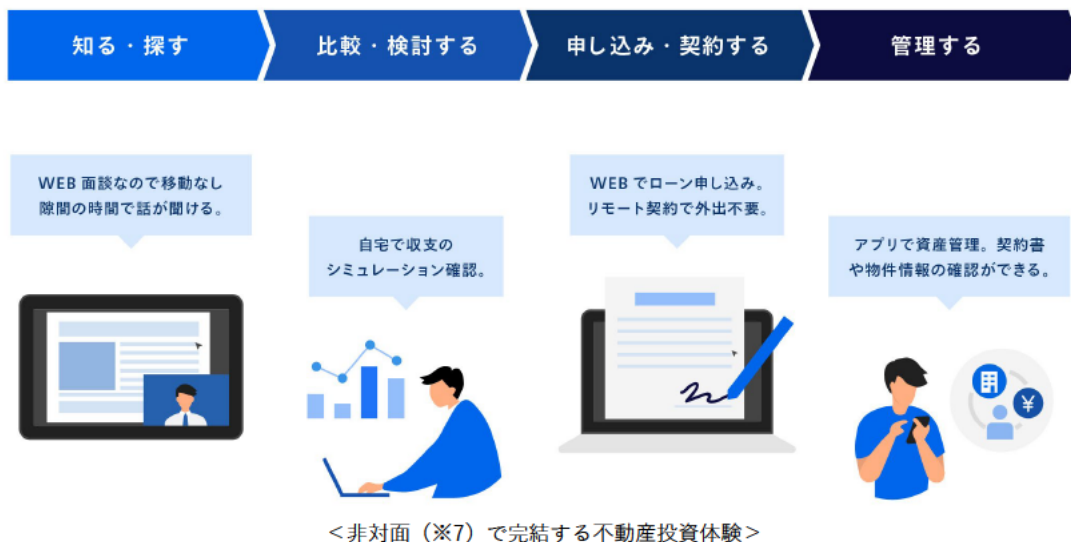 知る・探す
比較・検討する
申し込み・契約する
管理する
WEB 面談なので移動なし
隙間の時間で話が聞ける。
自宅で収支の
シミュレーション確認。
WEB でローン申し込み。
リモート契約で外出不要。
アプリで資産管理。契約書
や物件情報の確認ができる。
¥
＜非対面（※7）で完結する不動産投資体験＞